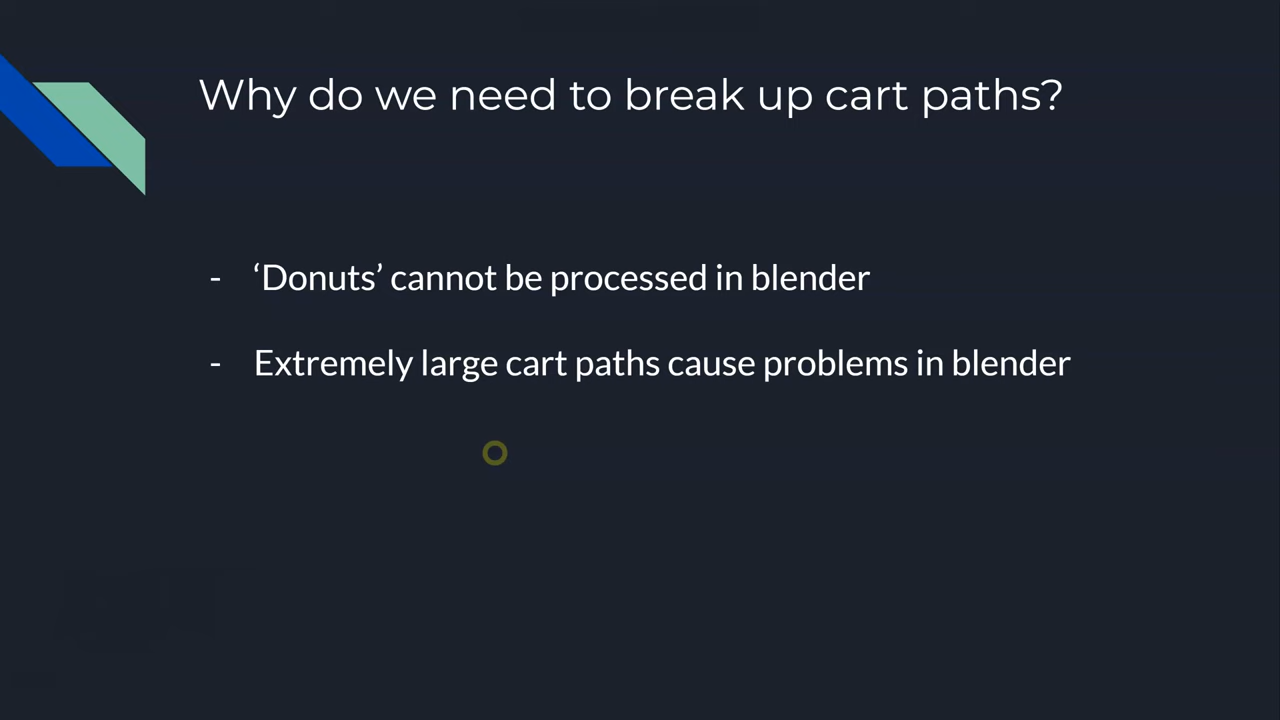 Why do we need to break up cart paths?
- ‘Donuts’ cannot be processed in blender
- Extremely large cart paths cause problems in blender